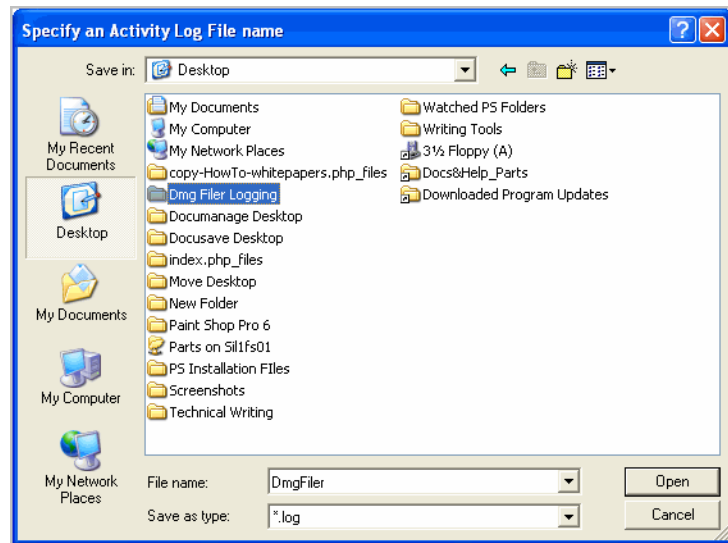 Specify an Activity Log File name
Save in: Desktop
My Recent
Documents
Desktop
My Documents
My Computer
My Network
Places
My Documents
My Computer
My Network Places
copy-HowTo-whitepapers.php_files
Dmg Filer Logging
Documanage Desktop
Docusave Desktop
index.php_files
Move Desktop
New Folder
Paint Shop Pro 6
Parts on Sil1fs01
PS Installation FIles
Screenshots
Technical Writing
Watched PS Folders
Writing Tools
3½ Floppy (A)
Docs&Help_Parts
Downloaded Program Updates
File name: DmgFiler Open
Save as type: *.log Cancel